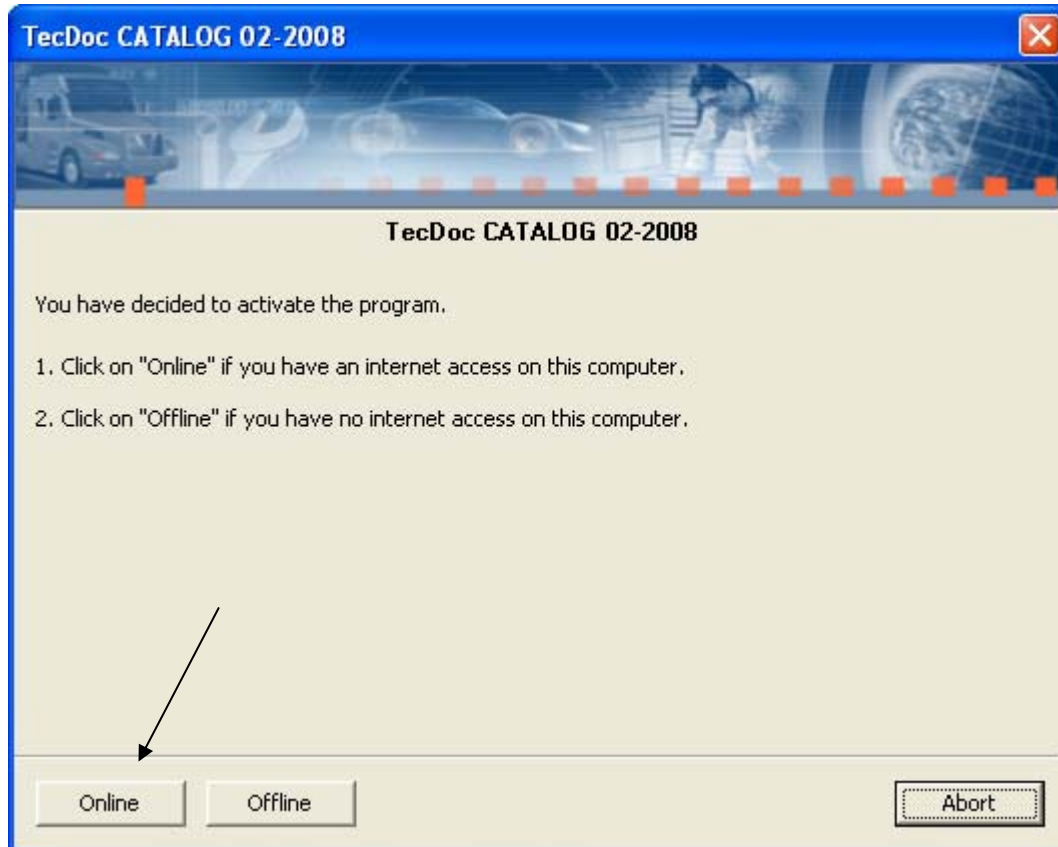 TecDoc CATALOG 02-2008
TecDoc CATALOG 02-2008
You have decided to activate the program.
1. Click on "Online" if you have an internet access on this computer.
2. Click on "Offline" if you have no internet access on this computer.
Online Offline Abort